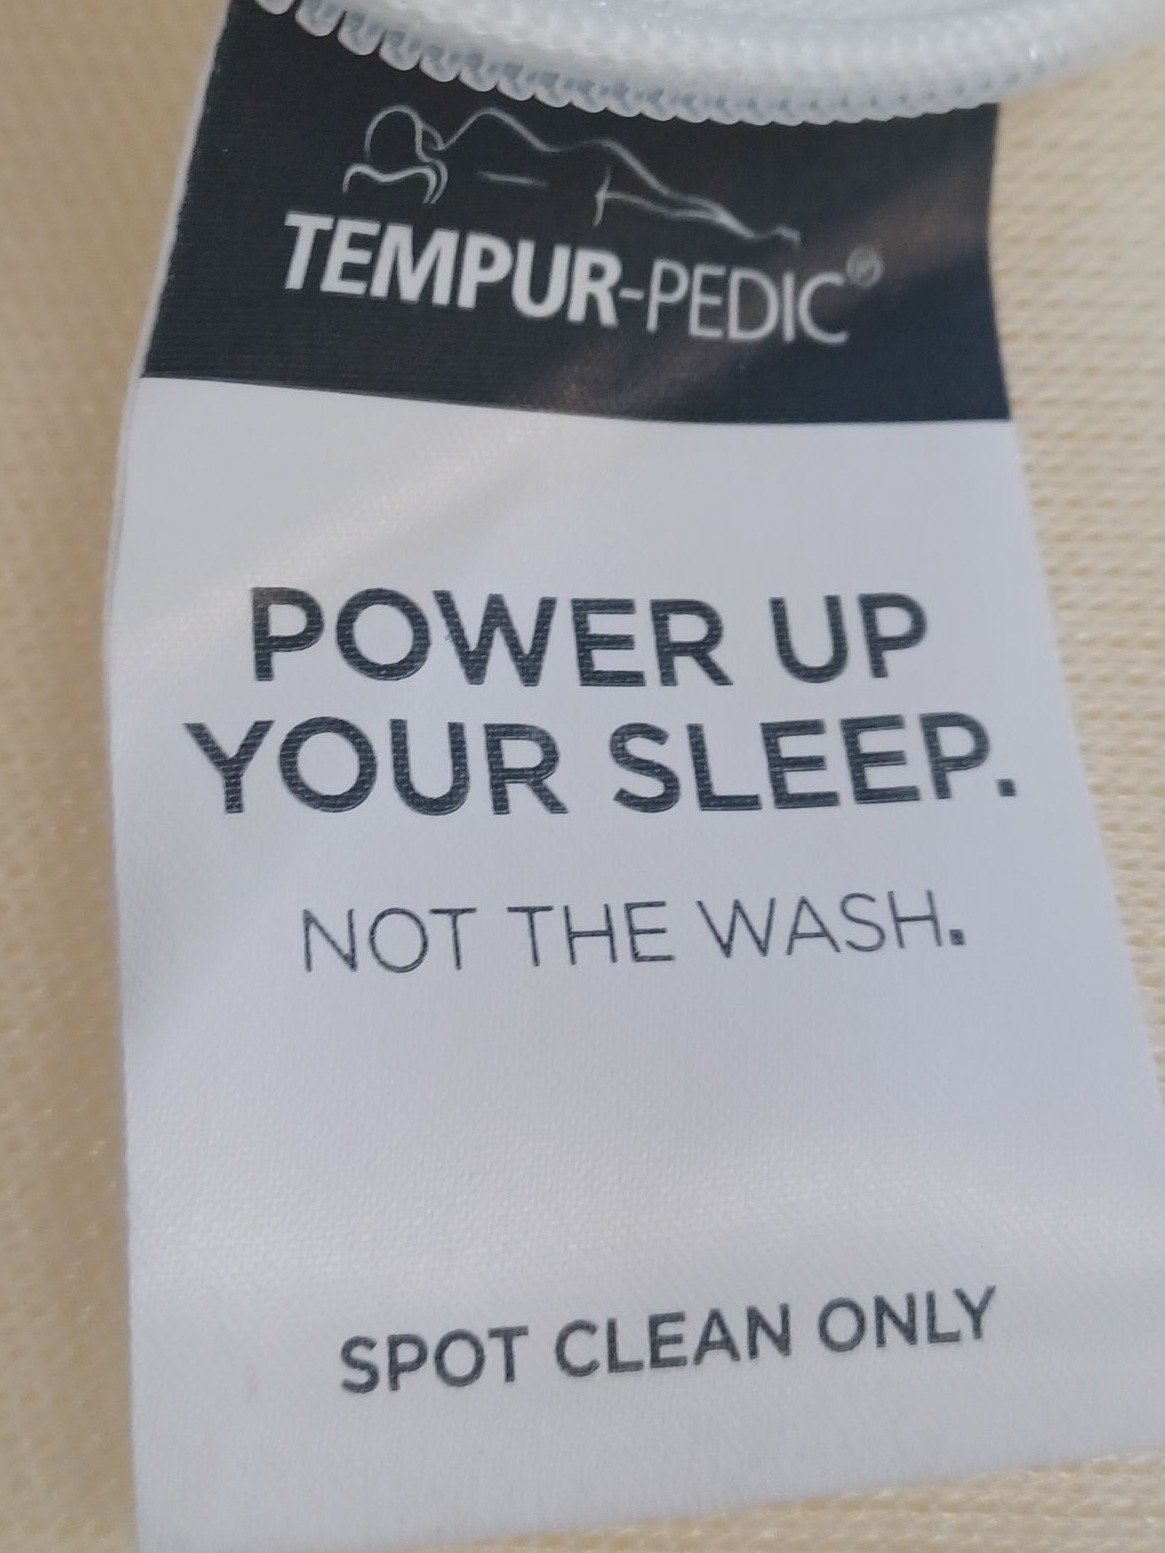 TEMPUR-PEDIC®
POWER UP
YOUR SLEEP.
NOT THE WASH.
SPOT CLEAN ONLY